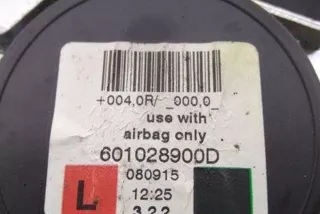 +004,0R/ _000,0_
use with
airbag only
601028900D
080915
L
12:25
3.2.2